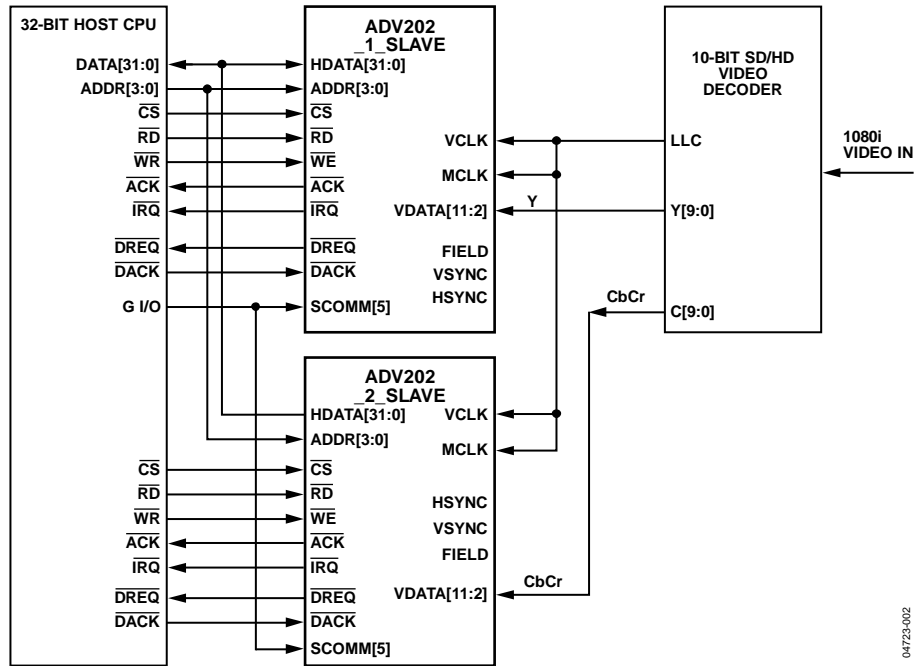 32-BIT HOST CPU
DATA[31:0]
ADDR[3:0]
CS
RD
WR
ACK
IRQ
DREQ
DACK
G I/O
CS
RD
WR
ACK
IRQ
DREQ
DACK
ADV202
_1_SLAVE
HDATA[31:0]
ADDR[3:0]
CS
RD
WE
ACK
IRQ
DREQ
DACK
SCOMM[5]
VCLK
MCLK
VDATA[11:2]
FIELD
VSYNC
HSYNC
ADV202
_2_SLAVE
HDATA[31:0]
ADDR[3:0]
CS
RD
WE
ACK
IRQ
DREQ
DACK
SCOMM[5]
VCLK
MCLK
HSYNC
VSYNC
FIELD
VDATA[11:2]
Y
CbCr
CbCr
10-BIT SD/HD
VIDEO
DECODER
LLC
Y[9:0]
C[9:0]
1080i
VIDEO IN
04723-002